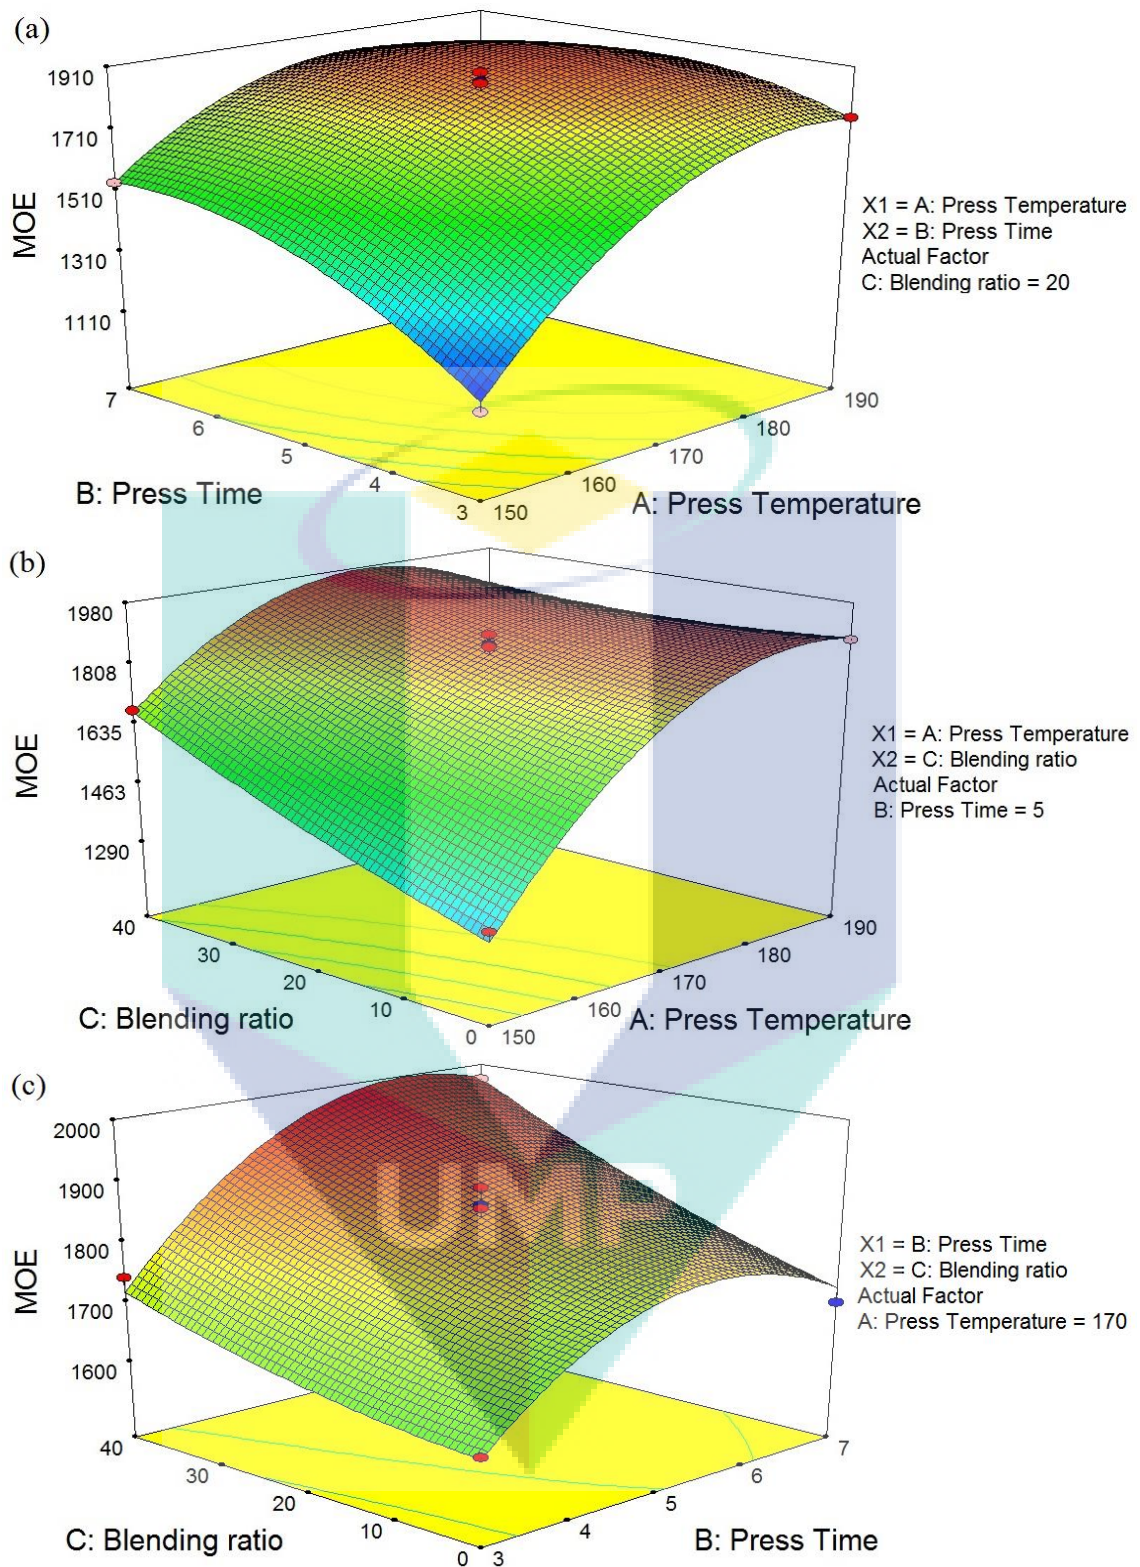 (a)
1910
1710
1510
1310
1110
MOE
X1 = A: Press Temperature
X2 = B: Press Time
Actual Factor
C: Blending ratio = 20
7
6
5
4
3
150
160
170
180
190
B: Press Time
A: Press Temperature
(b)
1980
1808
1635
1463
1290
MOE
X1 = A: Press Temperature
X2 = C: Blending ratio
Actual Factor
B: Press Time = 5
40
30
20
10
0
150
160
170
180
190
C: Blending ratio
A: Press Temperature
(c)
2000
1900
1800
1700
1600
MOE
UMP
X1 = B: Press Time
X2 = C: Blending ratio
Actual Factor
A: Press Temperature = 170
40
30
20
10
0
3
4
5
6
7
C: Blending ratio
B: Press Time